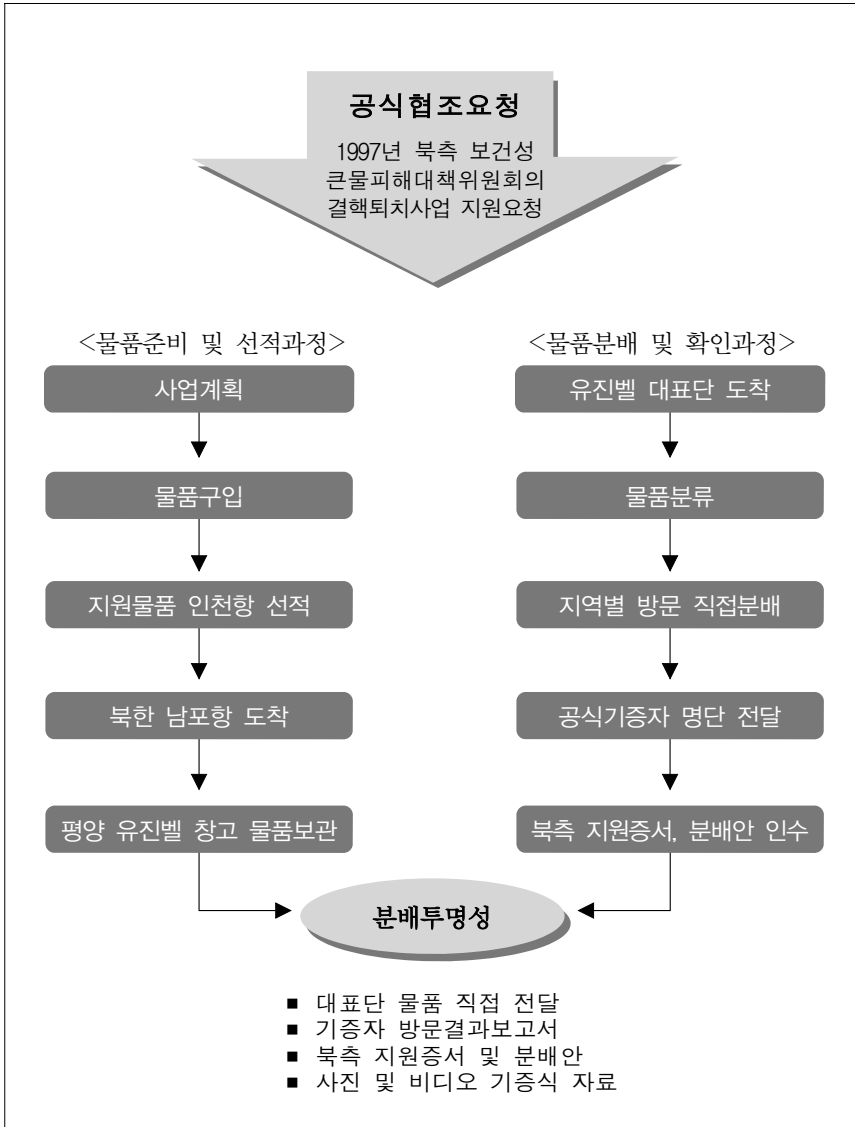 공식협조요청
1997년 북측 보건성
큰물피해대책위원회의
결핵퇴치사업 지원요청
<물품준비 및 선적과정>
사업계획
물품구입
지원물품 인천항 선적
북한 남포항 도착
평양 유진벨 창고 물품보관
<물품분배 및 확인과정>
유진벨 대표단 도착
물품분류
지역별 방문 직접분배
공식기증자 명단 전달
북측 지원증서, 분배안 인수
분배투명성
■ 대표단 물품 직접 전달
■ 기증자 방문결과보고서
■ 북측 지원증서 및 분배안
■ 사진 및 비디오 기증식 자료